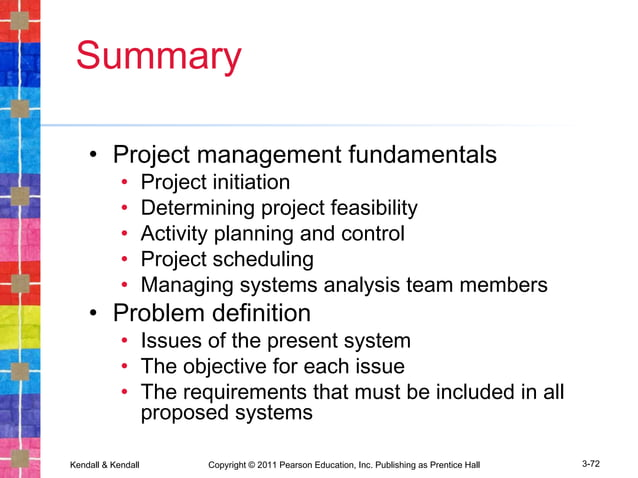 Summary
• Project management fundamentals
• Project initiation
• Determining project feasibility
• Activity planning and control
• Project scheduling
• Managing systems analysis team members
• Problem definition
• Issues of the present system
• The objective for each issue
• The requirements that must be included in all
proposed systems
Kendall & Kendall
Copyright © 2011 Pearson Education, Inc. Publishing as Prentice Hall
3-72